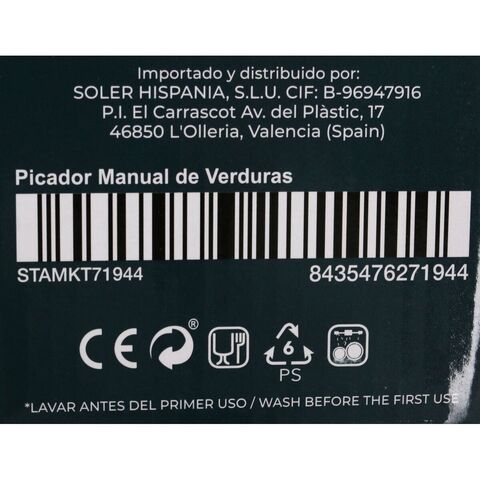 Importado y distribuido por:
SOLER HISPANIA, S.L.U. CIF: B-96947916
P.I. El Carrascot Av. del Plàstic, 17
46850 L'Olleria, Valencia (Spain)
Picador Manual de Verduras
STAMKT71944 8435476271944
CE ®
6
PS
*LAVAR ANTES DEL PRIMER USO / WASH BEFORE THE FIRST USE